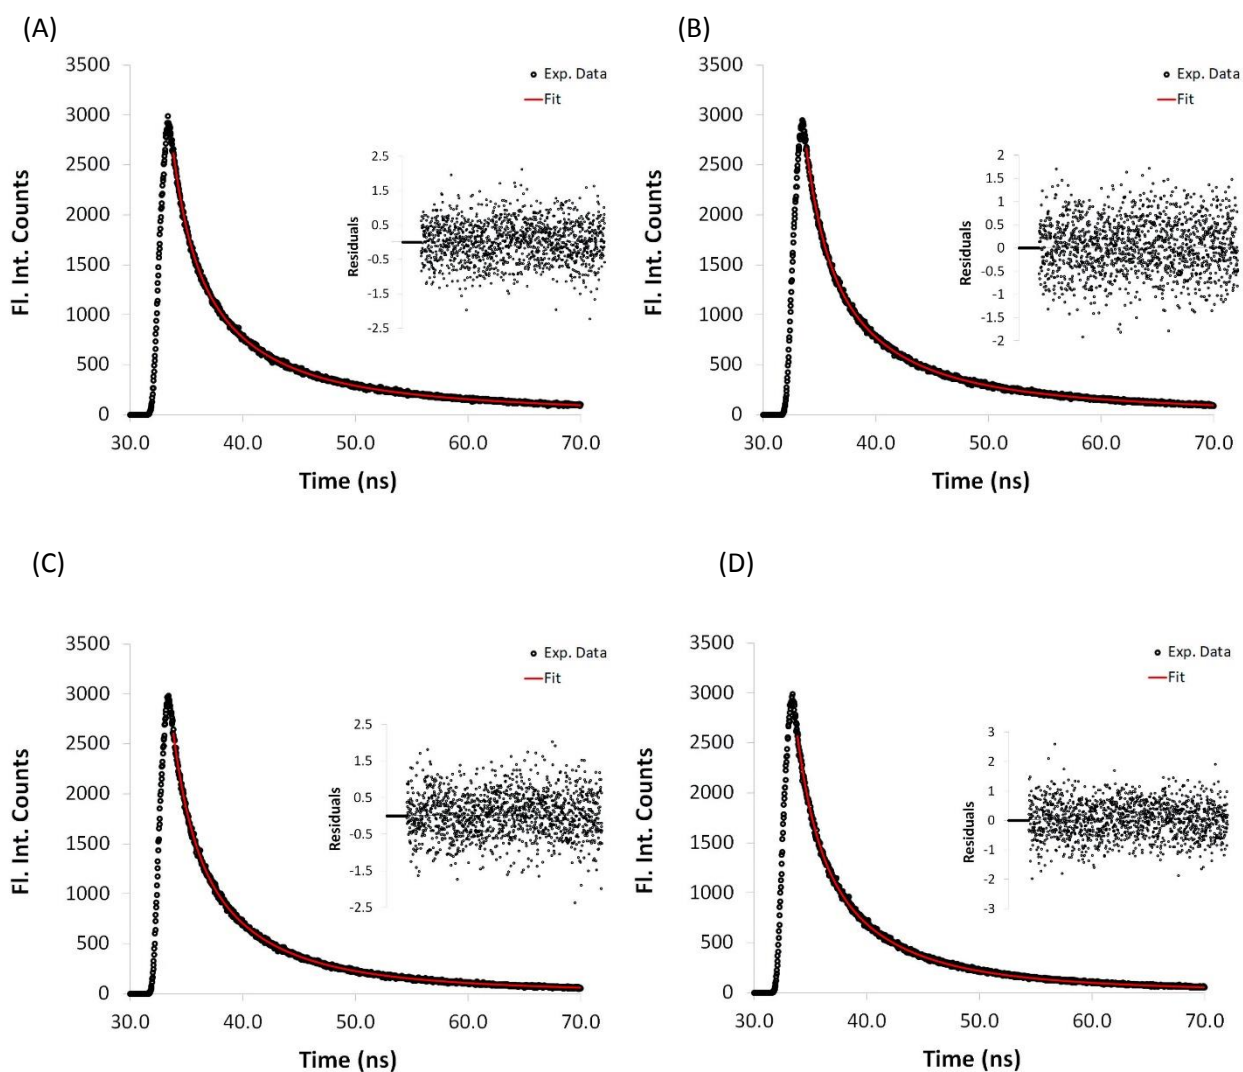 (A)
3500
3000
2500
2000
1500
1000
500
0
Fl. Int. Counts
30.0 40.0 50.0 60.0 70.0
Time (ns)
Exp. Data
Fit
2.5
1.5
0.5
-0.5
-1.5
-2.5
Residuals
(B)
3500
3000
2500
2000
1500
1000
500
0
Fl. Int. Counts
30.0 40.0 50.0 60.0 70.0
Time (ns)
Exp. Data
Fit
2
1.5
1
0.5
0
-0.5
-1
-1.5
-2
Residuals
(C)
3500
3000
2500
2000
1500
1000
500
0
Fl. Int. Counts
30.0 40.0 50.0 60.0 70.0
Time (ns)
Exp. Data
Fit
2.5
1.5
0.5
-0.5
-1.5
-2.5
Residuals
(D)
3500
3000
2500
2000
1500
1000
500
0
Fl. Int. Counts
30.0 40.0 50.0 60.0 70.0
Time (ns)
Exp. Data
Fit
3
2
1
0
-1
-2
-3
Residuals